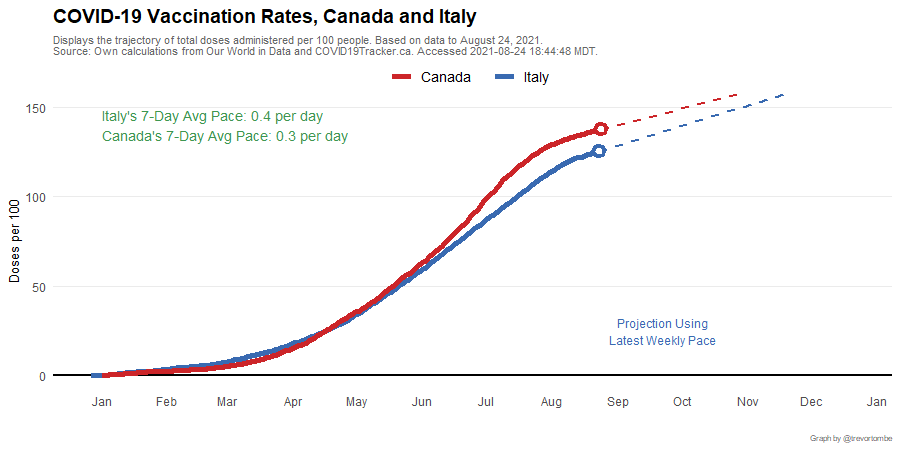 COVID-19 Vaccination Rates, Canada and Italy
Displays the trajectory of total doses administered per 100 people. Based on data to August 24, 2021.
Source: Own calculations from Our World in Data and COVID19Tracker.ca. Accessed 2021-08-24 18:44:48 MDT.
Canada Italy
Italy's 7-Day Avg Pace: 0.4 per day
Canada's 7-Day Avg Pace: 0.3 per day
150
100
50
0
Doses per 100
Projection Using
Latest Weekly Pace
Jan Feb Mar Apr May Jun Jul Aug Sep Oct Nov Dec Jan
Graph by @trevortombe